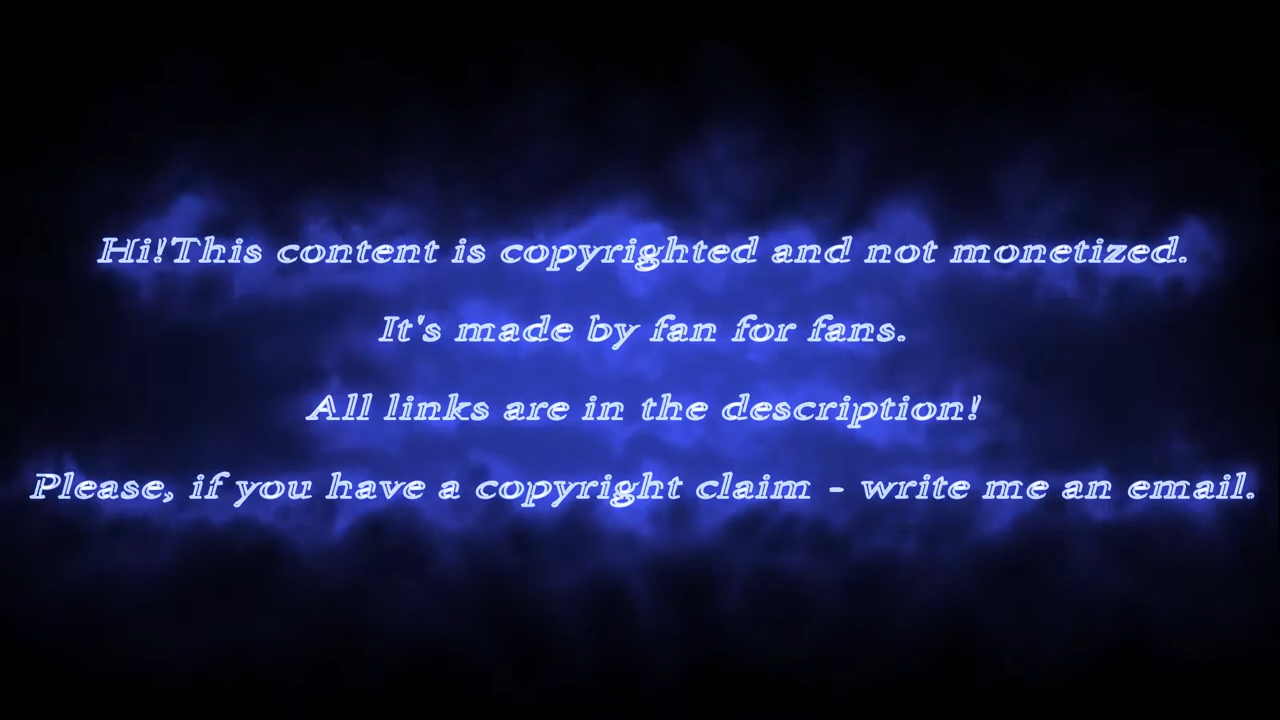 Hi!This content is copyrighted and not monetized.
It's made by fan for fans.
All links are in the description!
Please, if you have a copyright claim - write me an email.